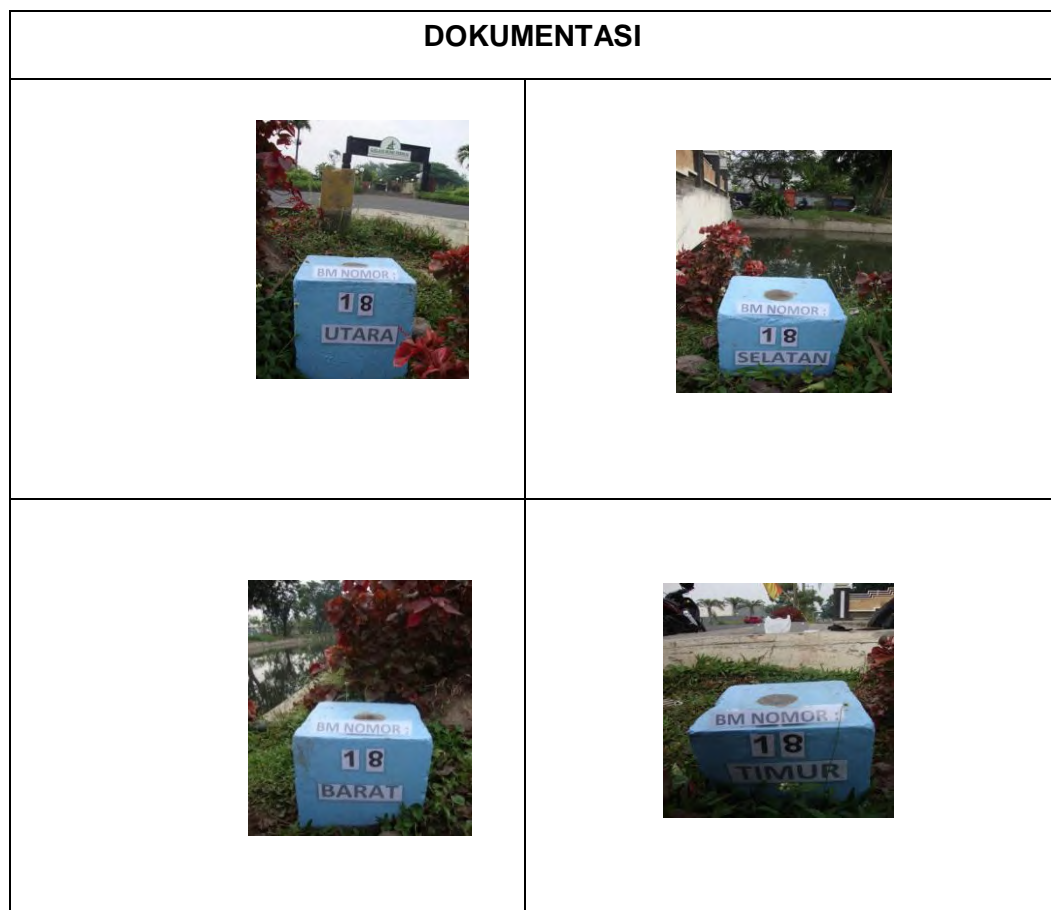 DOKUMENTASI
BM NOMOR :
18
UTARA
BM NOMOR :
18
SELATAN
BM NOMOR :
18
BARAT
BM NOMOR :
18
TIMUR